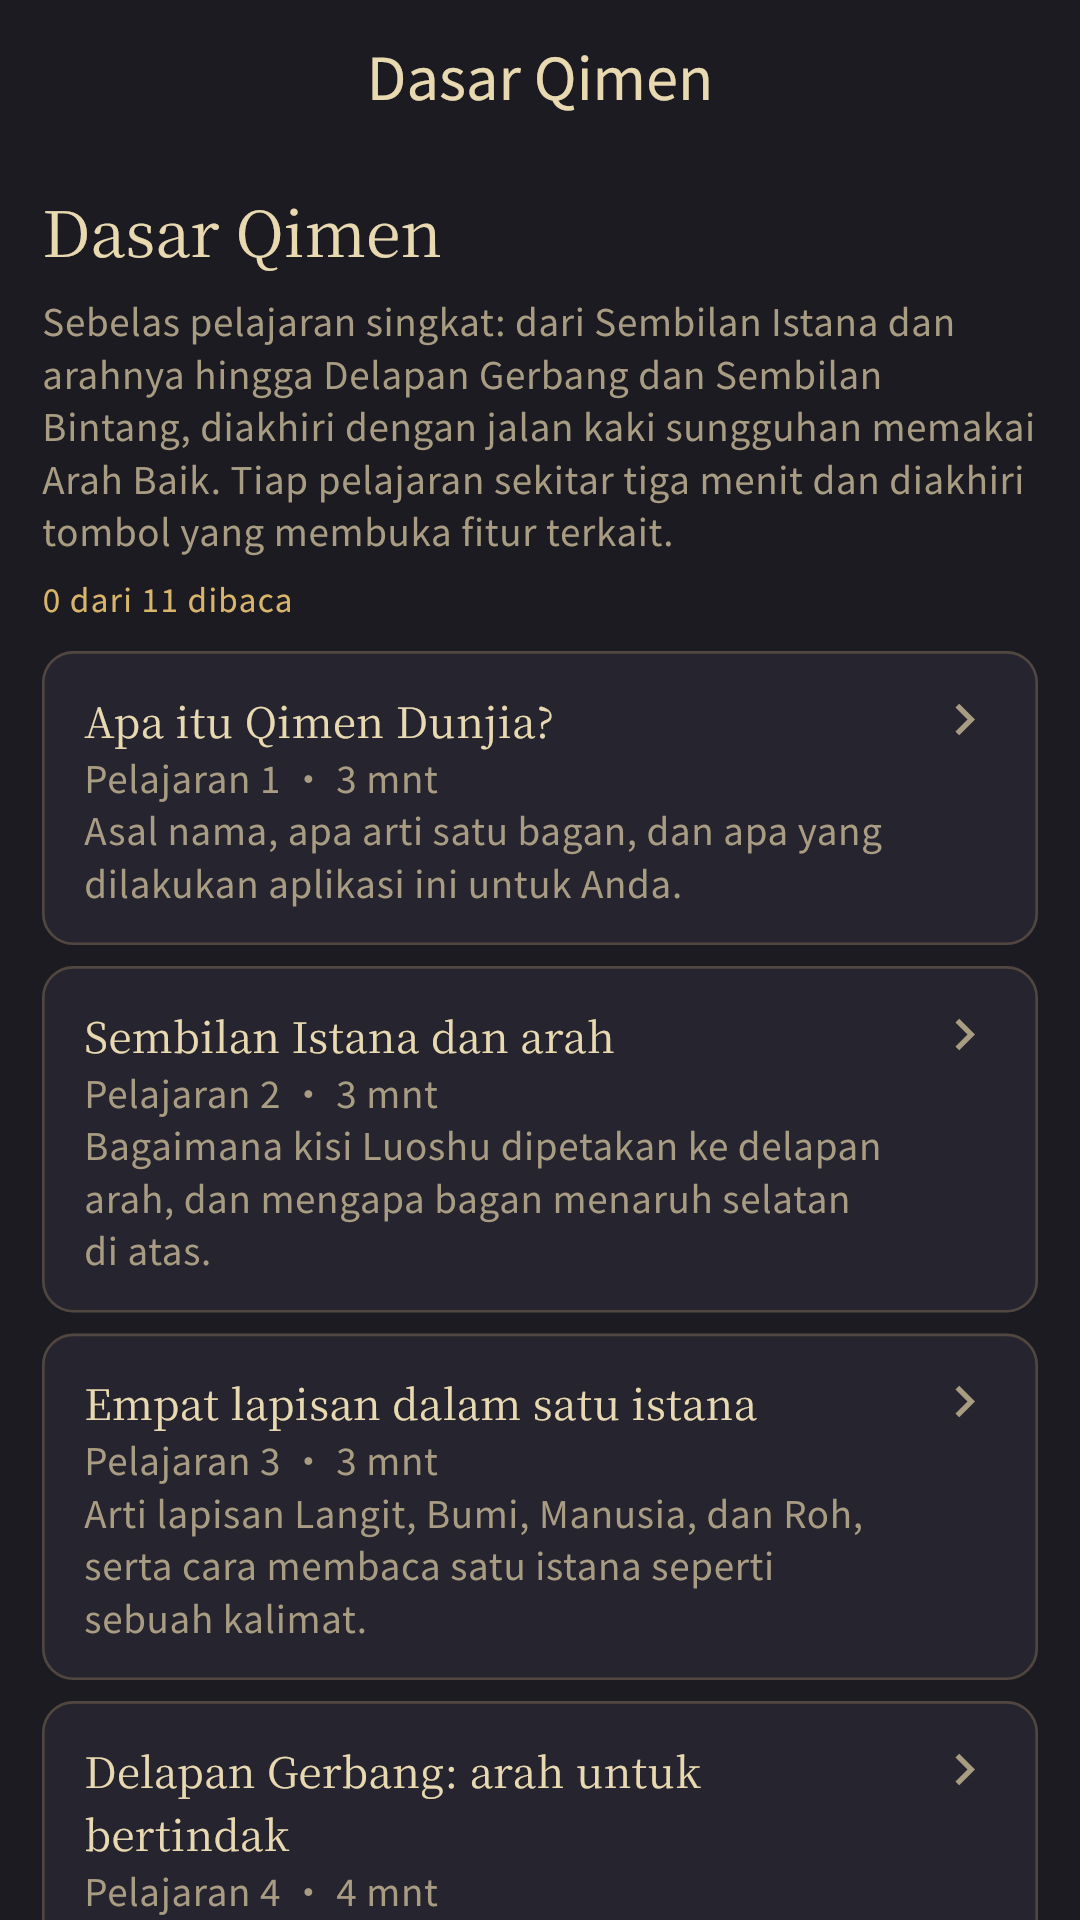 Dasar Qimen
Dasar Qimen
Sebelas pelajaran singkat: dari Sembilan Istana dan
arahnya hingga Delapan Gerbang dan Sembilan
Bintang, diakhiri dengan jalan kaki sungguhan memakai
Arah Baik. Tiap pelajaran sekitar tiga menit dan diakhiri
tombol yang membuka fitur terkait.
0 dari 11 dibaca
Apa itu Qimen Dunjia?
Pelajaran 1 • 3 mnt
Asal nama, apa arti satu bagan, dan apa yang
dilakukan aplikasi ini untuk Anda.
Sembilan Istana dan arah
Pelajaran 2 • 3 mnt
Bagaimana kisi Luoshu dipetakan ke delapan
arah, dan mengapa bagan menaruh selatan
di atas.
Empat lapisan dalam satu istana
Pelajaran 3 • 3 mnt
Arti lapisan Langit, Bumi, Manusia, dan Roh,
serta cara membaca satu istana seperti
sebuah kalimat.
Delapan Gerbang: arah untuk
bertindak
Pelajaran 4 • 4 mnt